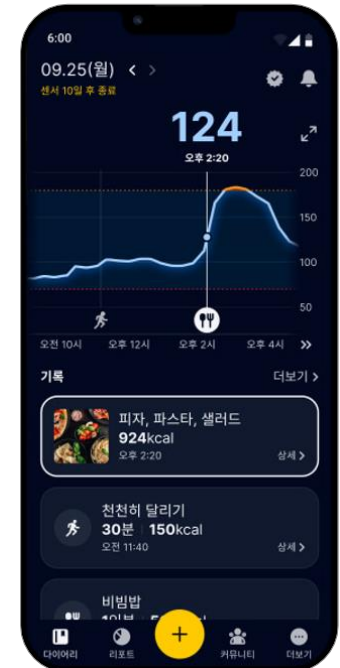 6:00
09.25(월) < >
센서 10일 후 종료
124
오후 2:20
200
150
100
50
오전 10시 오후 12시 오후 2시 오후 4시
기록 더보기 >
피자, 파스타, 샐러드
924kcal
오후 2:20 상세 >
천천히 달리기
30분 150kcal
오전 11:40 상세 >
비빔밥
다이어리 리포트 + 커뮤니티 더보기